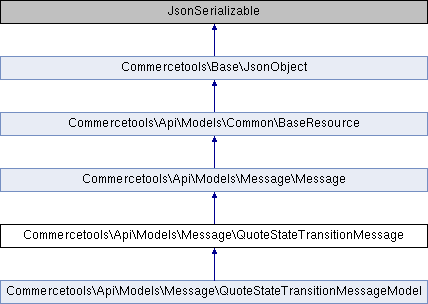 JsonSerializable
Commercetools\Base\JsonObject
Commercetools\Api\Models\Common\BaseResource
Commercetools\Api\Models\Message\Message
Commercetools\Api\Models\Message\QuoteStateTransitionMessage
Commercetools\Api\Models\Message\QuoteStateTransitionMessageModel